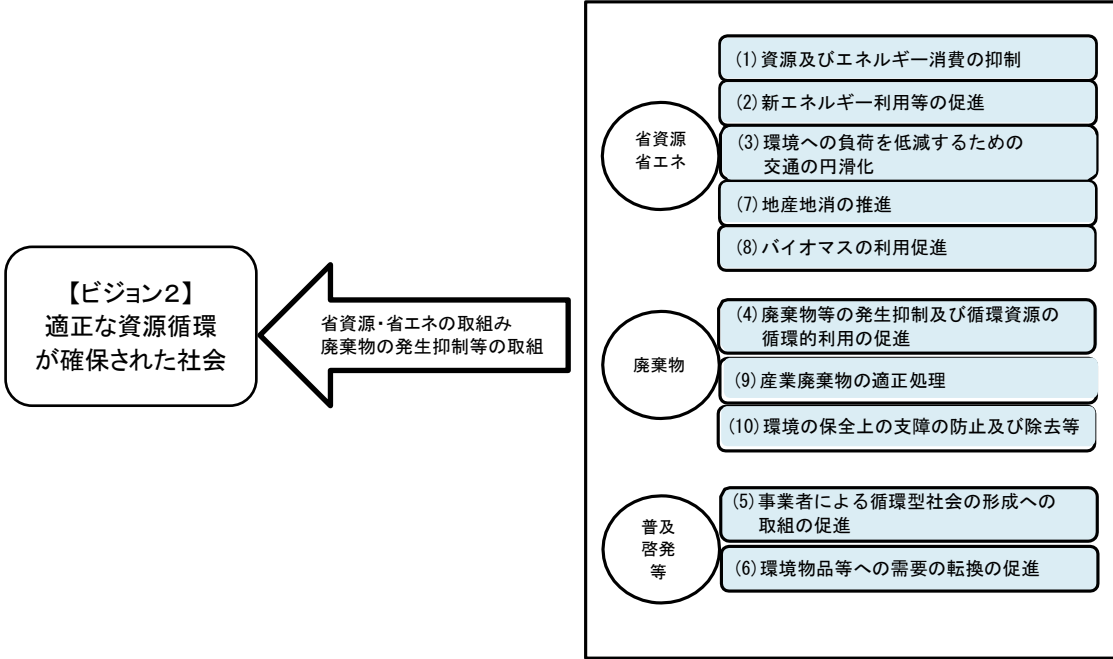 【ビジョン2】
適正な資源循環
が確保された社会
省資源・省エネの取組み
廃棄物の発生抑制等の取組
省資源
省エネ
(1)資源及びエネルギー消費の抑制
(2)新エネルギー利用等の促進
(3)環境への負荷を低減するための
交通の円滑化
(7)地産地消の推進
(8)バイオマスの利用促進
廃棄物
(4)廃棄物等の発生抑制及び循環資源の
循環的利用の促進
(9)産業廃棄物の適正処理
(10)環境の保全上の支障の防止及び除去等
普及
啓発
等
(5)事業者による循環型社会の形成への
取組の促進
(6)環境物品等への需要の転換の促進